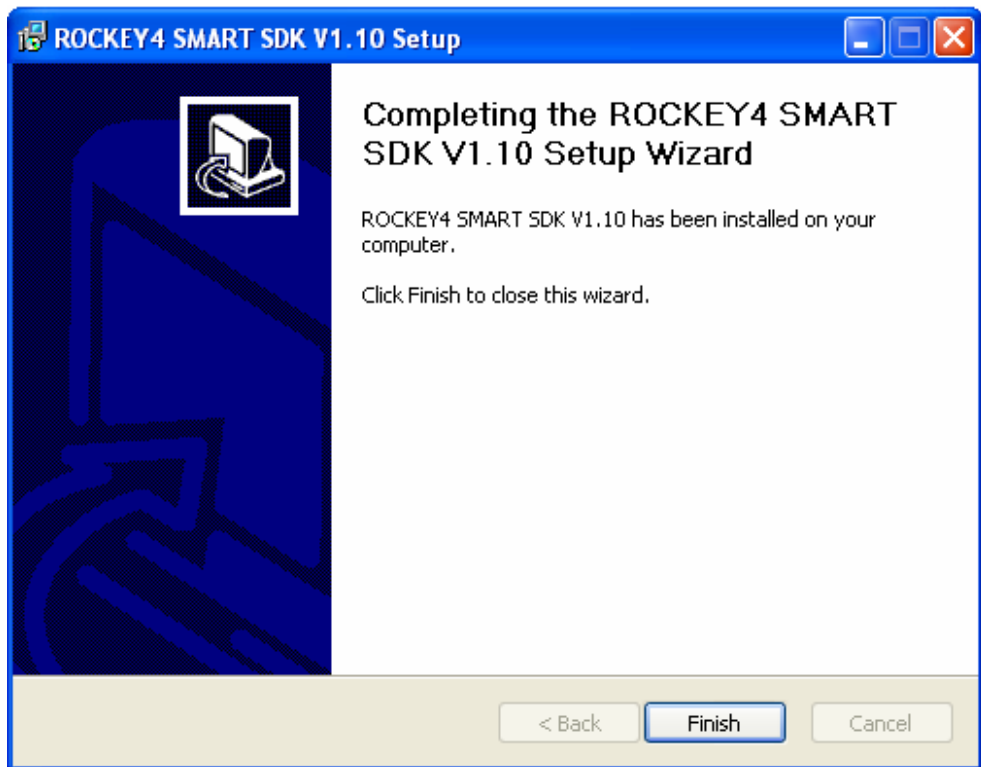 ROCKEY4 SMART SDK V1.10 Setup
Completing the ROCKEY4 SMART
SDK V1.10 Setup Wizard
ROCKEY4 SMART SDK V1.10 has been installed on your
computer.
Click Finish to close this wizard.
< Back Finish Cancel